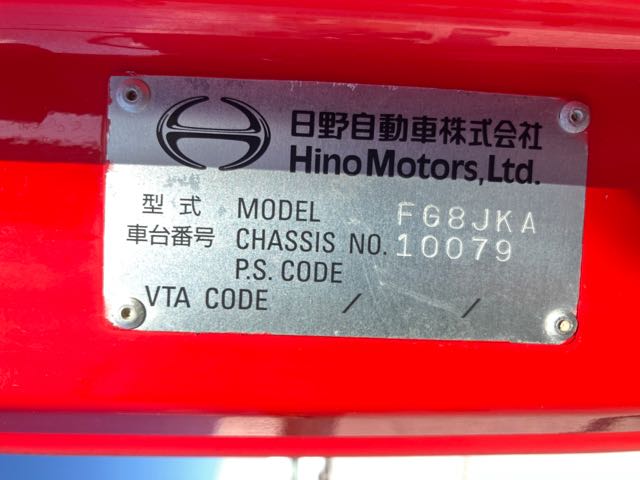 日野自動車株式会社
Hino Motors, Ltd.
型式 MODEL FG8JKA
車台番号 CHASSIS NO. 10079
P.S. CODE
VTA CODE / /